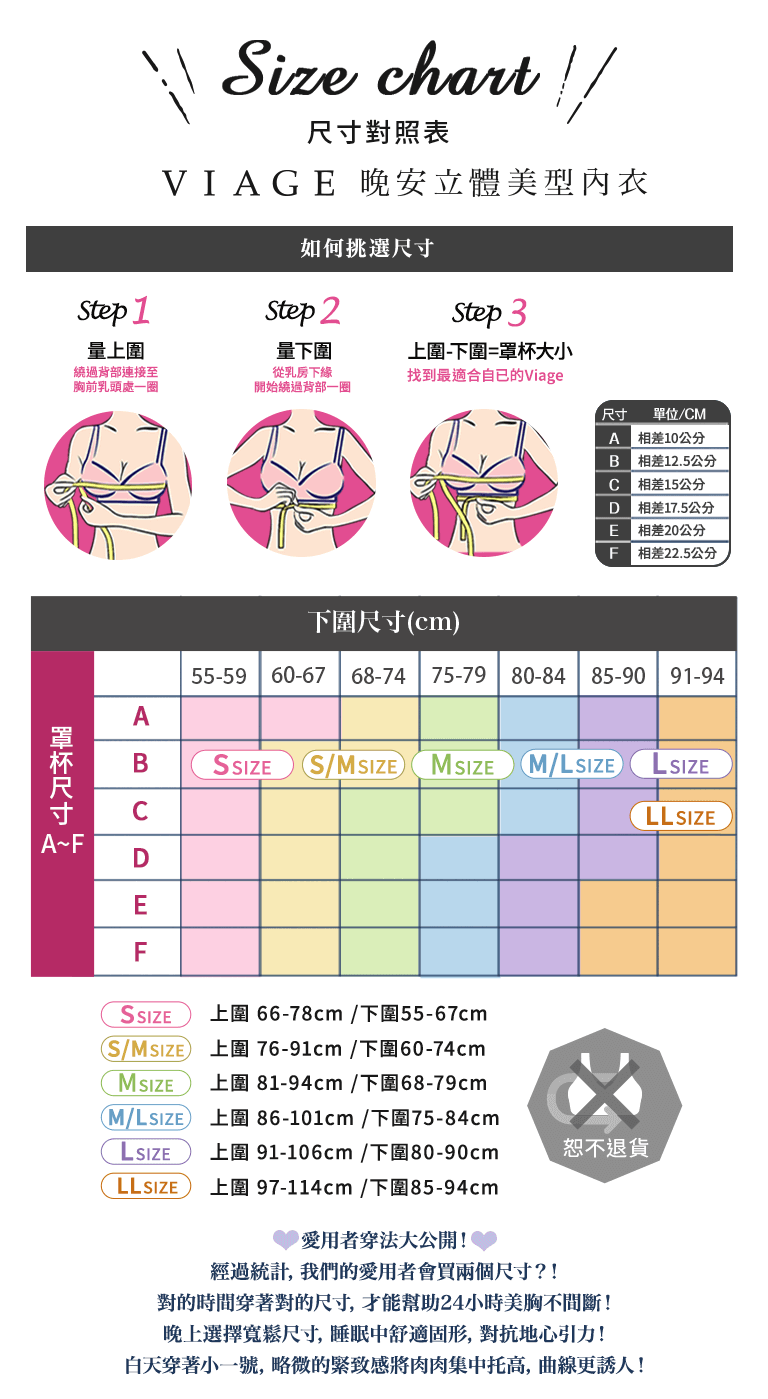 Size chart
尺寸對照表
VIAGE 晚安立體美型內衣
如何挑選尺寸
Step 1
量上圍
繞過背部連接至
胸前乳頭處一圈
Step 2
量下圍
從乳房下緣
開始繞過背部一圈
Step 3
上圍-下圍=罩杯大小
找到最適合自已的Viage
尺寸 單位/CM
A 相差10公分
B 相差12.5公分
C 相差15公分
D 相差17.5公分
E 相差20公分
F 相差22.5公分
下圍尺寸(cm)
55-59 60-67 68-74 75-79 80-84 85-90 91-94
罩杯尺寸
A~F
A
B
S SIZE S/M SIZE M SIZE M/L SIZE L SIZE
C
LL SIZE
D
E
F
S SIZE 上圍 66-78cm /下圍55-67cm
S/M SIZE 上圍 76-91cm /下圍60-74cm
M SIZE 上圍 81-94cm /下圍68-79cm
M/L SIZE 上圍 86-101cm /下圍75-84cm
L SIZE 上圍 91-106cm /下圍80-90cm
LL SIZE 上圍 97-114cm /下圍85-94cm
恕不退貨
愛用者穿法大公開!
經過統計, 我們的愛用者會買兩個尺寸?!
對的時間穿著對的尺寸, 才能幫助24小時美胸不間斷!
晚上選擇寬鬆尺寸, 睡眠中舒適固形, 對抗地心引力!
白天穿著小一號, 略微的緊致感將肉肉集中托高, 曲線更誘人!